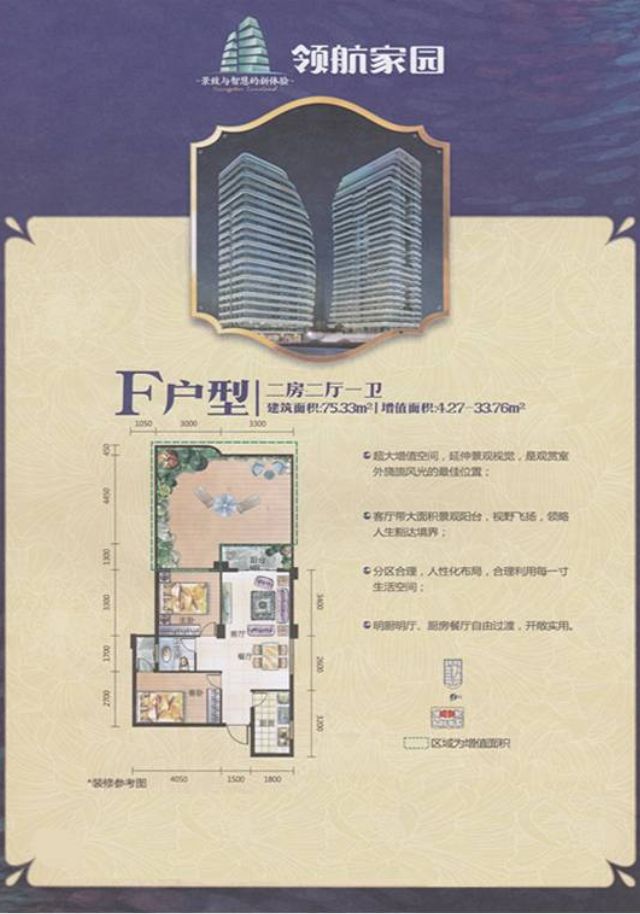 领航家园
·景致与智慧的新体验·
F户型
二房二厅一卫
建筑面积:75.33m²|增值面积:4.27-33.76m²
1050 3000 3300
450
4450
1300
3300
1700
2700
3400
2600
3200
阳台
主卧
客厅
餐厅
客卧
4050 1500 1800
*装修参考图
超大增值空间，延伸景观视觉，是观赏室
外旖旎风光的最佳位置；
客厅带大面积景观阳台，视野飞扬，领略
人生豁达境界；
分区合理，人性化布局，合理利用每一寸
生活空间；
明厨明厅、厨房餐厅自由过渡，开敞实用。
区域为增值面积